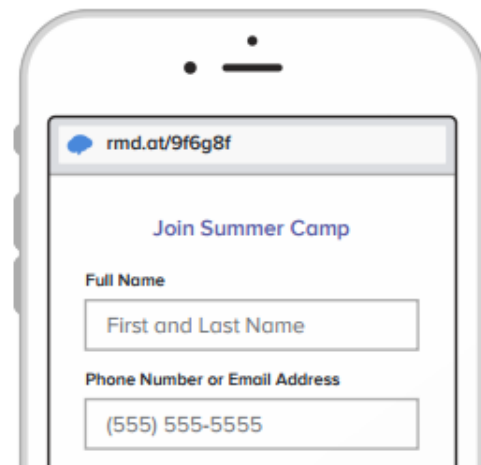 rmd.at/9f6g8f
Join Summer Camp
Full Name
First and Last Name
Phone Number or Email Address
(555) 555-5555